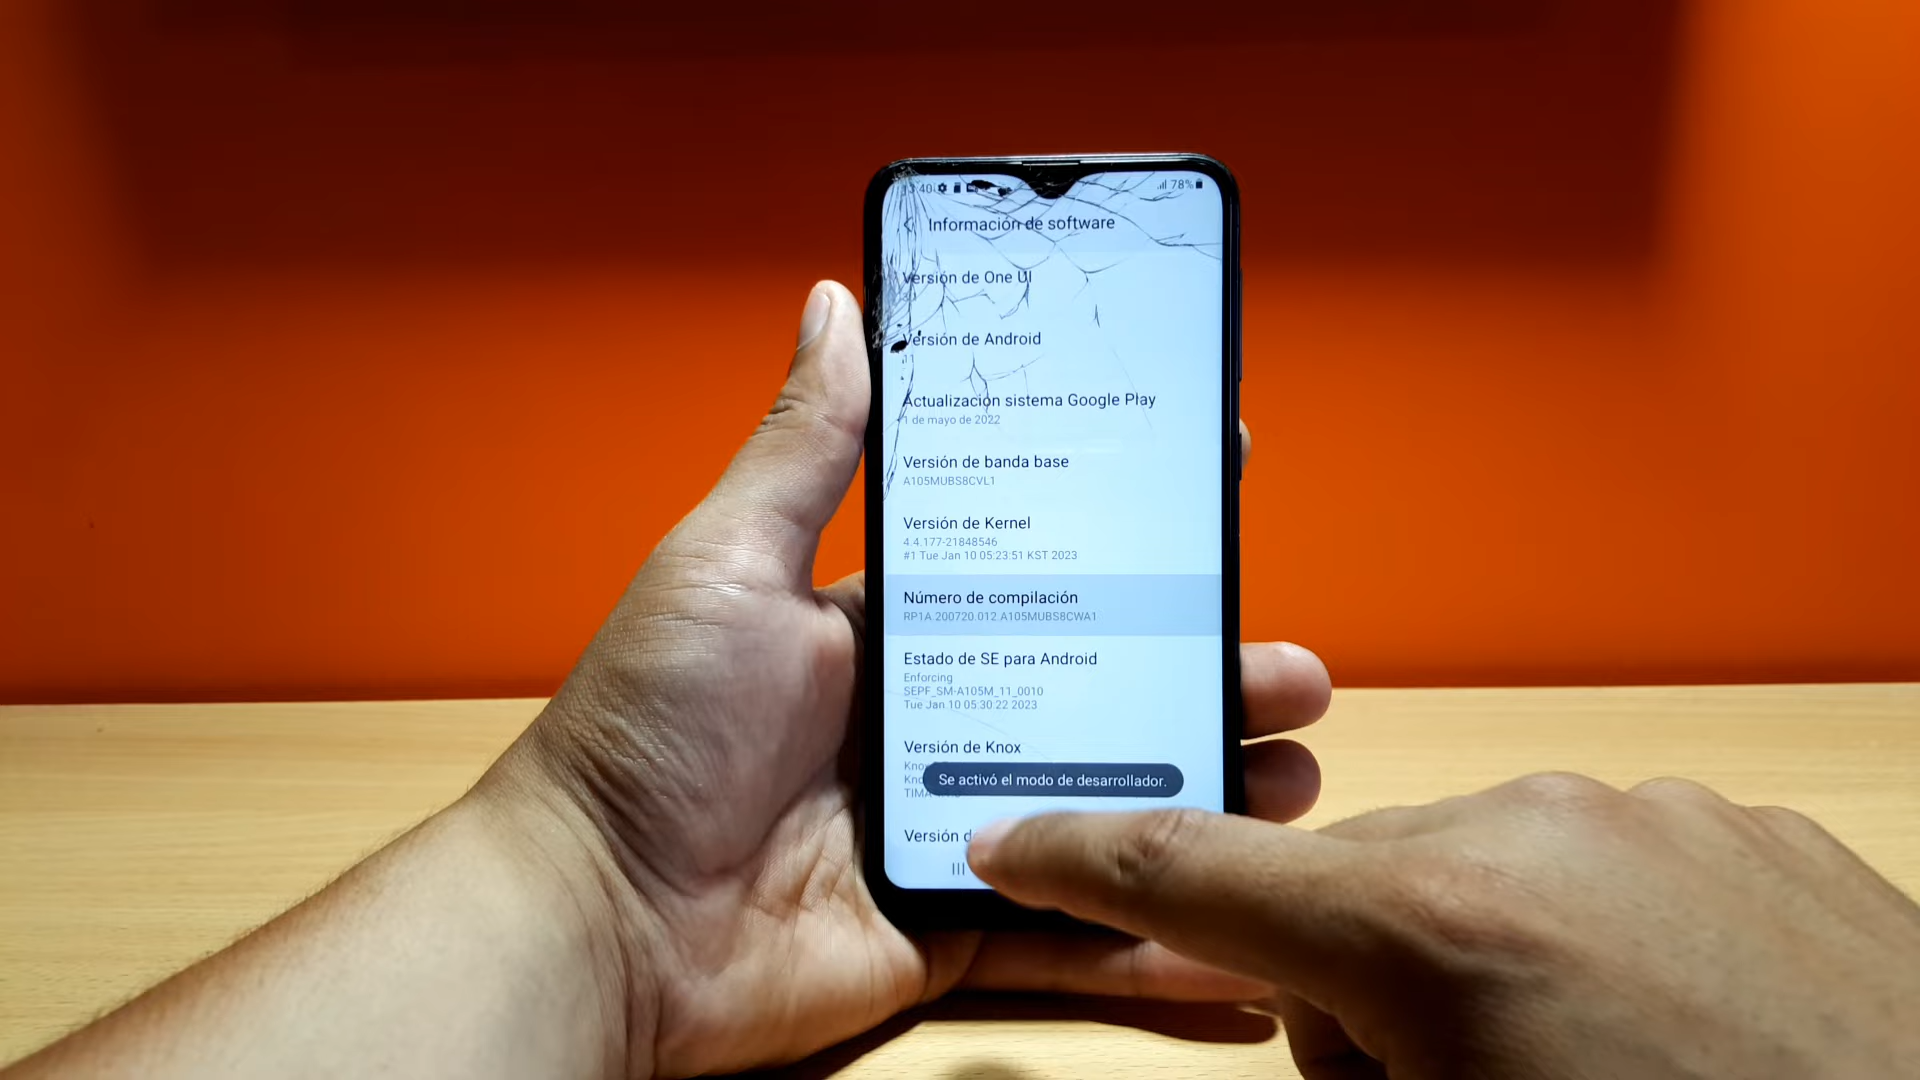 78%
Información de software
Versión de One UI
Versión de Android
11
Actualización sistema Google Play
1 de mayo de 2022
Versión de banda base
A105MUBS8CVL1
Versión de Kernel
4.4.177-21848546
#1 Tue Jan 10 05:23:51 KST 2023
Número de compilación
RP1A.200720.012.A105MUBS8CWA1
Estado de SE para Android
Enforcing
SEPF_SM-A105M_11_0010
Tue Jan 10 05:30:22 2023
Versión de Knox
Se activó el modo de desarrollador.
TIMA
Versión